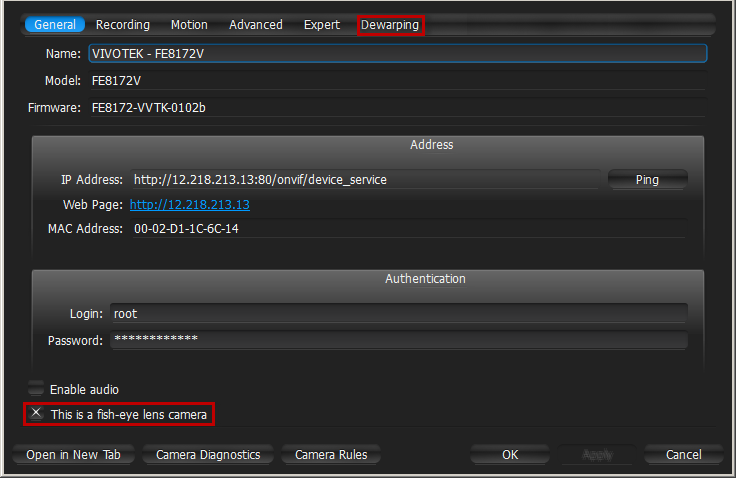 General Recording Motion Advanced Expert Dewarping
Name: VIVOTEK - FE8172V
Model: FE8172V
Firmware: FE8172-VVTK-0102b
Address
IP Address: http://12.218.213.13:80/onvif/device_service Ping
Web Page: http://12.218.213.13
MAC Address: 00-02-D1-1C-6C-14
Authentication
Login: root
Password: ************
Enable audio
This is a fish-eye lens camera
Open in New Tab Camera Diagnostics Camera Rules OK Apply Cancel